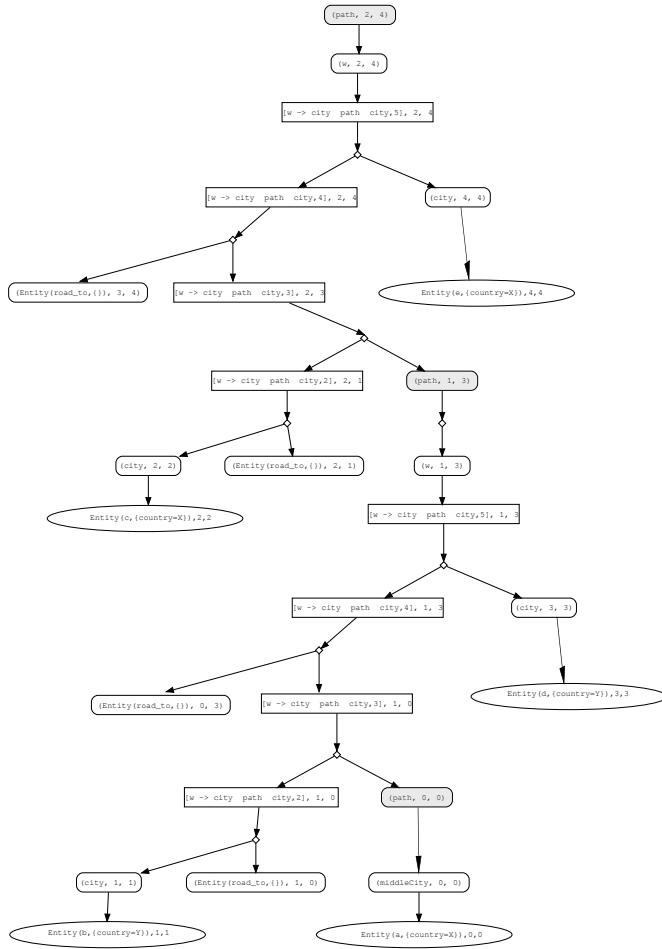 (path, 2, 4)
(w, 2, 4)
[w -> city  path  city,5], 2, 4
[w -> city  path  city,4], 2, 4
(city, 4, 4)
(Entity(road_to,{}), 3, 4)
[w -> city  path  city,3], 2, 3
Entity(e,{country=X}),4,4
[w -> city  path  city,2], 2, 1
(path, 1, 3)
(city, 2, 2)
(Entity(road_to,{}), 2, 1)
(w, 1, 3)
Entity(c,{country=X}),2,2
[w -> city  path  city,5], 1, 3
[w -> city  path  city,4], 1, 3
(city, 3, 3)
(Entity(road_to,{}), 0, 3)
[w -> city  path  city,3], 1, 0
Entity(d,{country=Y}),3,3
[w -> city  path  city,2], 1, 0
(path, 0, 0)
(city, 1, 1)
(Entity(road_to,{}), 1, 0)
(middleCity, 0, 0)
Entity(b,{country=Y}),1,1
Entity(a,{country=X}),0,0